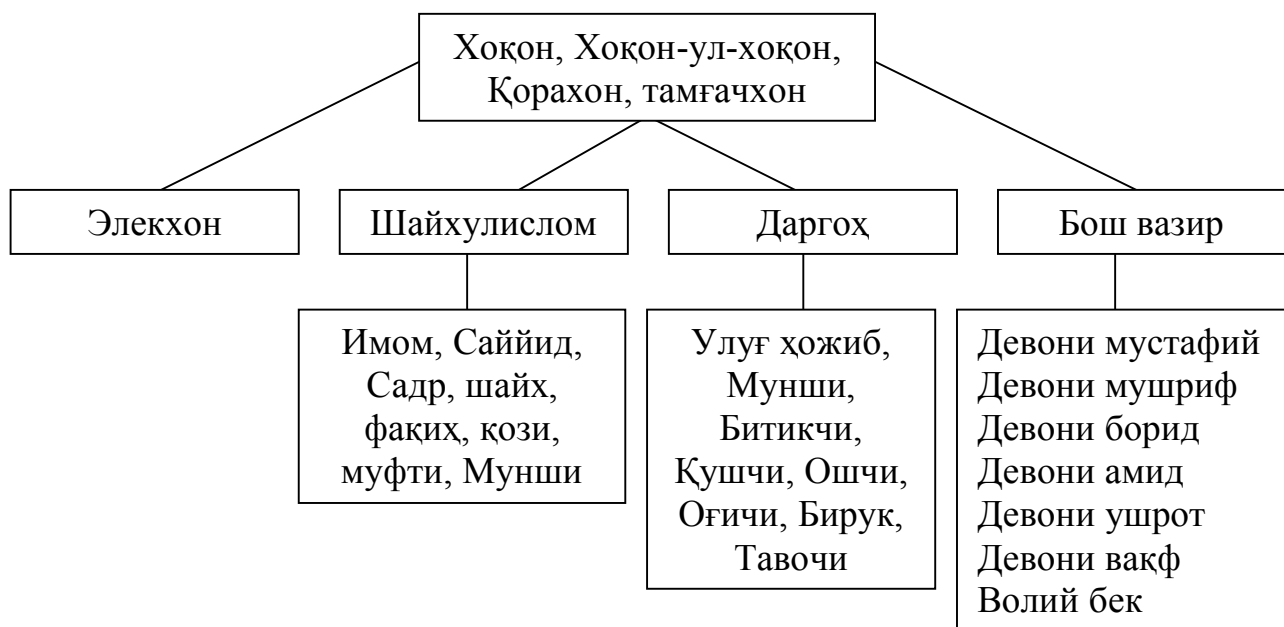 Хоқон, Хоқон-ул-хоқон,
Қорахон, тамғачхон
Элекхон
Шайхулислом
Даргоҳ
Бош вазир
Имом, Саййид,
Садр, шайх,
фақиҳ, қози,
муфти, Мунши
Улуғ ҳожиб,
Мунши,
Битикчи,
Қушчи, Ошчи,
Оғичи, Бирук,
Тавочи
Девони мустафий
Девони мушриф
Девони борид
Девони амид
Девони ушрот
Девони вақф
Волий бек